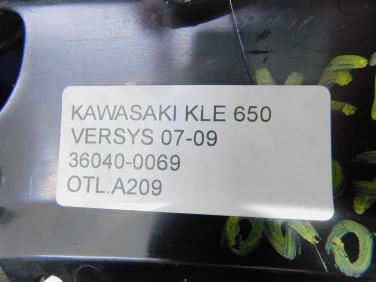 KAWASAKI KLE 650
VERSYS 07-09
36040-0069
OTL.A209